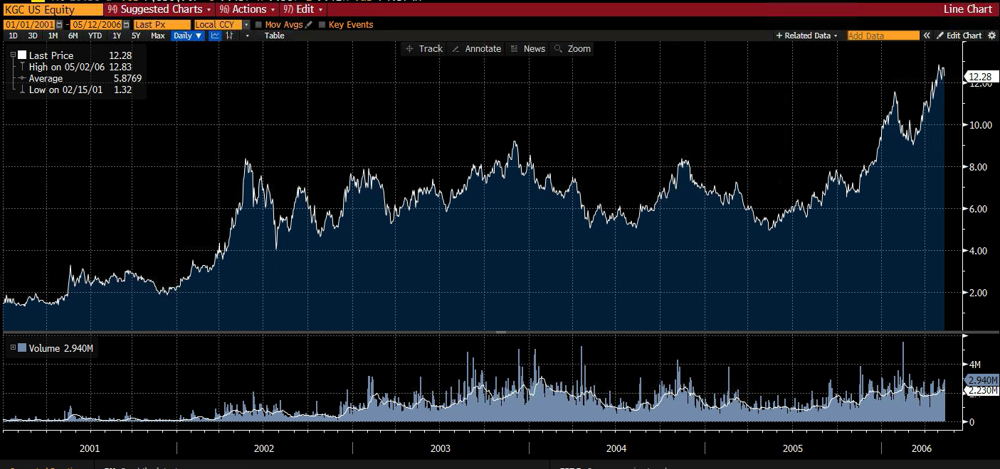 KGC US Equity 94) Suggested Charts 96) Actions 97) Edit Line Chart
01/01/2001 - 05/12/2006 Last Px Local CCY Mov Avgs Key Events
1D 3D 1M 6M YTD 1Y 5Y Max Daily ▼ Table + Related Data Add Data « Edit Chart
Track Annotate News Zoom
Last Price 12.28
High on 05/02/06 12.83
Average 5.8769
Low on 02/15/01 1.32
12.28
12.00
10.00
8.00
6.00
4.00
2.00
Volume 2.940M
4M
2.940M
2.230M
0
2001 2002 2003 2004 2005 2006